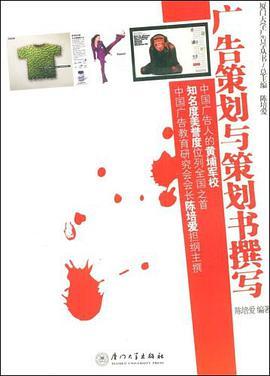 厦门大学广告丛书/总主编 陈培爱
广告策划与策划书撰写
中国广告人的黄埔军校
知名度美誉度位列全国之首
中国广告教育研究会会长陈培爱担纲主撰
陈培爱 编著
厦门大学出版社